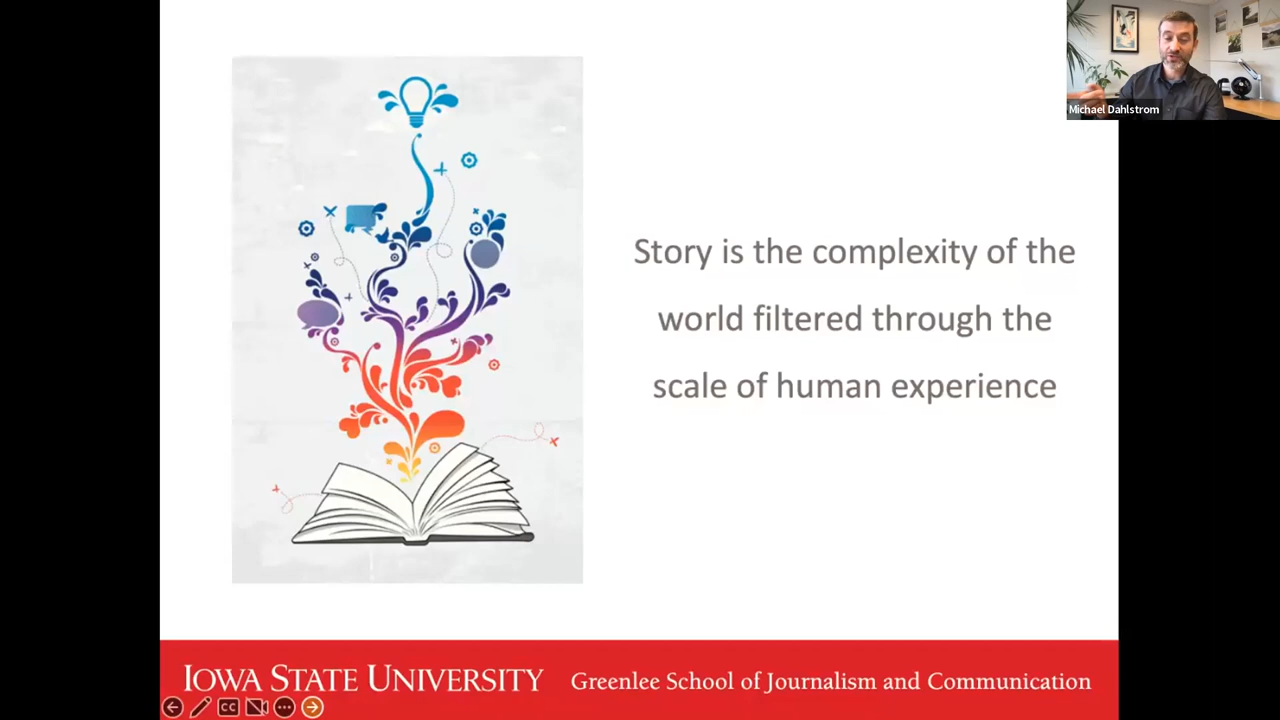 Michael Dahlstrom
Story is the complexity of the
world filtered through the
scale of human experience
IOWA STATE UNIVERSITY Greenlee School of Journalism and Communication
CC